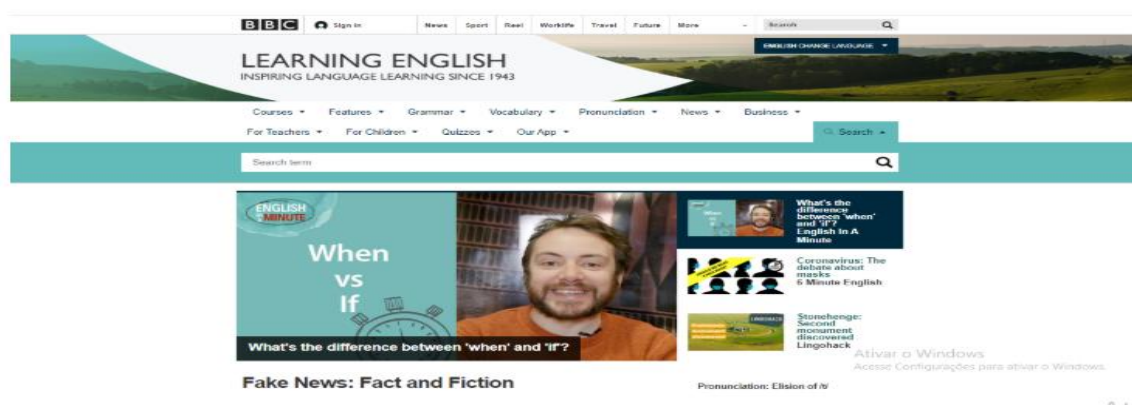 BBC Sign in News Sport Reel Worklife Travel Future More Search
ENGLISH CHANGE LANGUAGE
LEARNING ENGLISH
INSPIRING LANGUAGE LEARNING SINCE 1943
Courses Features Grammar Vocabulary Pronunciation News Business
For Teachers For Children Quizzes Our App Search
Search term
ENGLISH
MINUTE
When
vs
If
What's the difference between 'when' and 'if'?
What's the
difference
between 'when'
and 'if'?
English In A
Minute
Coronavirus: The
debate about
masks
6 Minute English
LINGOHACK
Stonehenge:
Second
monument
discovered
Lingohack
Fake News: Fact and Fiction
Pronunciation: Elision of /t/
Ativar o Windows
Acesse Configurações para ativar o Windows.